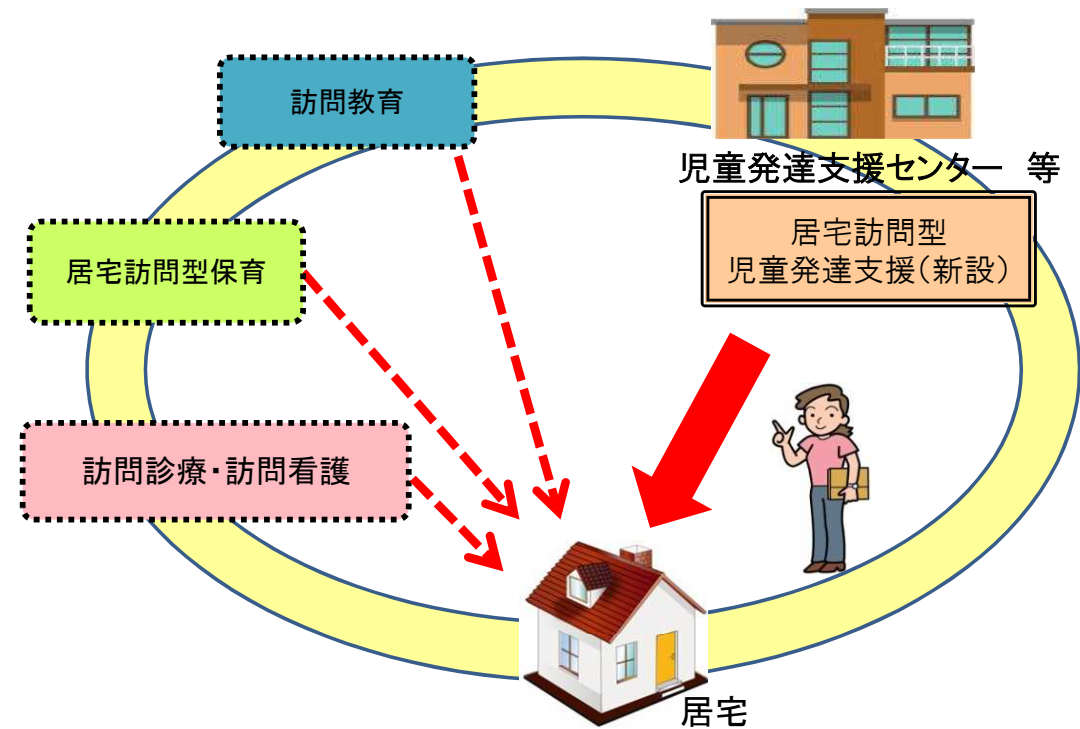 訪問教育
児童発達支援センター　等
居宅訪問型
児童発達支援（新設）
居宅訪問型保育
訪問診療・訪問看護
居宅